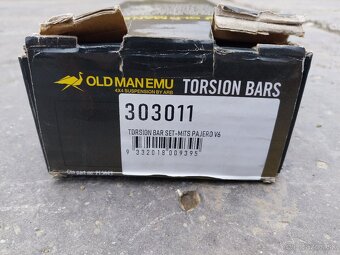 OLD MAN EMU
4X4 SUSPENSION BY ARB
TORSION BARS
303011
TORSION BAR SET-MITS PAJERO V6
9 332018 009395